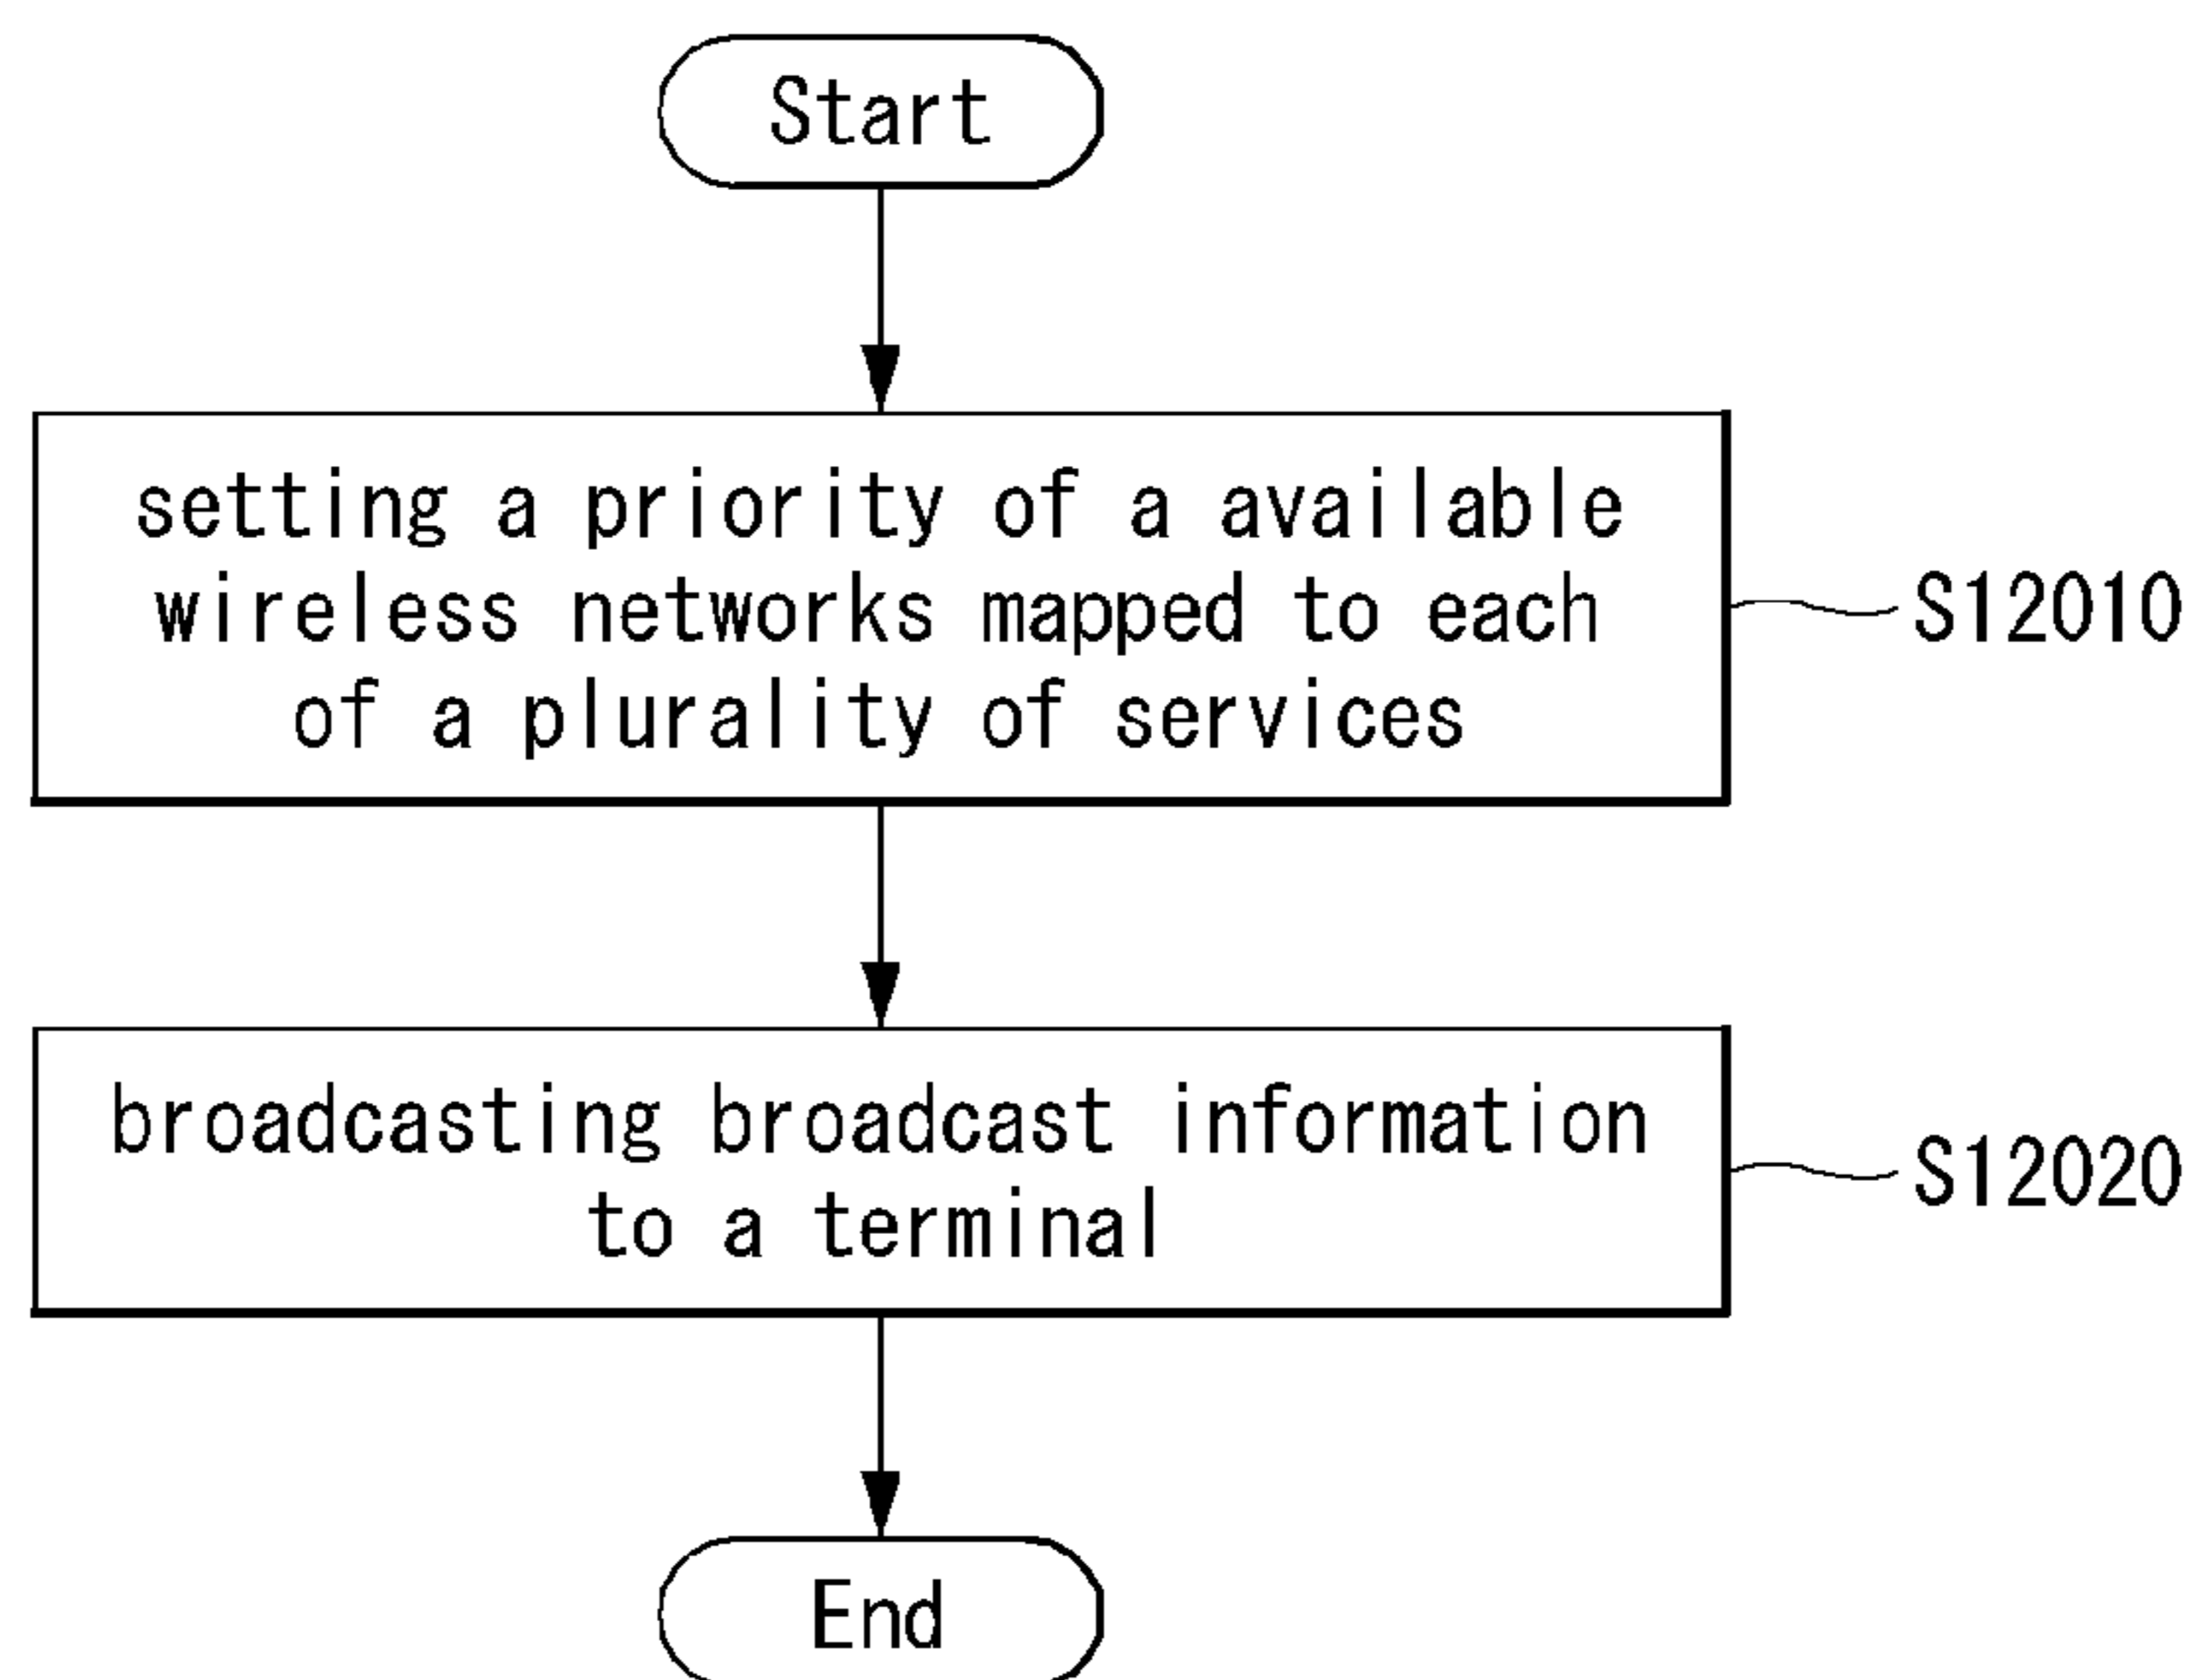 Start
setting a priority of a available
wireless networks mapped to each
of a plurality of services
S12010
broadcasting broadcast information
to a terminal
S12020
End